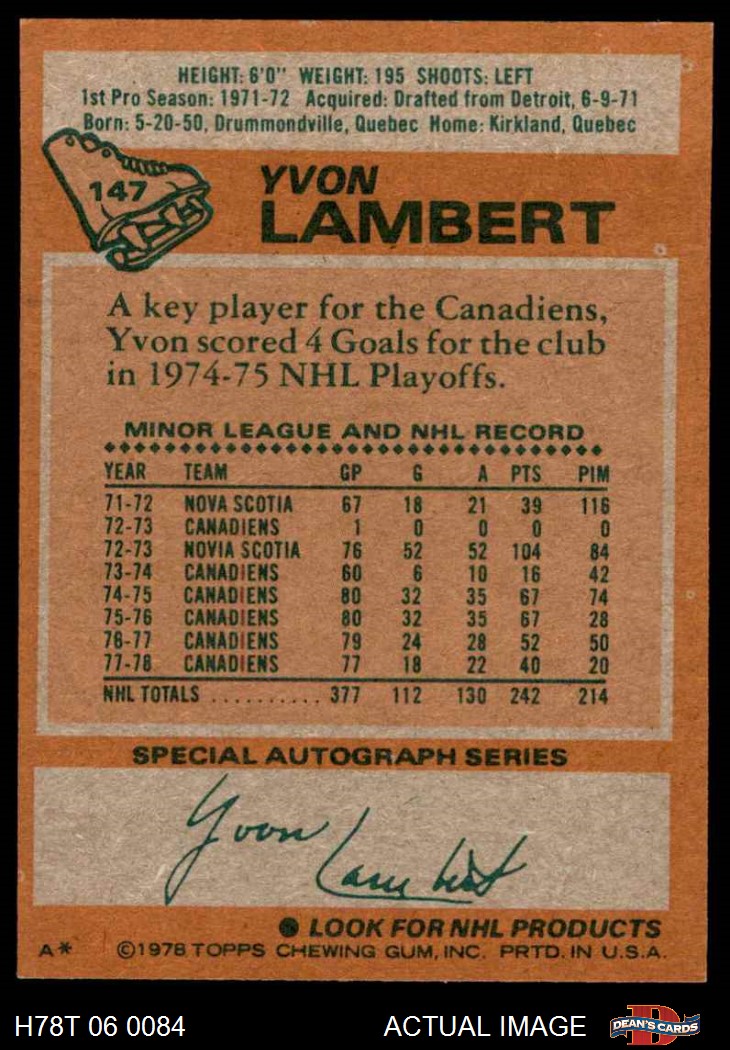 HEIGHT: 6'0" WEIGHT: 195 SHOOTS: LEFT
1st Pro Season: 1971-72 Acquired: Drafted from Detroit, 6-9-71
Born: 5-20-50, Drummondville, Quebec Home: Kirkland, Quebec
147
YVON
LAMBERT
A key player for the Canadiens,
Yvon scored 4 Goals for the club
in 1974-75 NHL Playoffs.
MINOR LEAGUE AND NHL RECORD
YEAR TEAM GP G A PTS PIM
71-72 NOVA SCOTIA 67 18 21 39 116
72-73 CANADIENS 1 0 0 0 0
72-73 NOVIA SCOTIA 76 52 52 104 84
73-74 CANADIENS 60 6 10 16 42
74-75 CANADIENS 80 32 35 67 74
75-76 CANADIENS 80 32 35 67 28
76-77 CANADIENS 79 24 28 52 50
77-78 CANADIENS 77 18 22 40 20
NHL TOTALS .......... 377 112 130 242 214
SPECIAL AUTOGRAPH SERIES
Yvon Lambert
● LOOK FOR NHL PRODUCTS
A* ©1978 TOPPS CHEWING GUM, INC. PRTD. IN U.S.A.
H78T 06 0084 ACTUAL IMAGE D DEAN'S CARDS